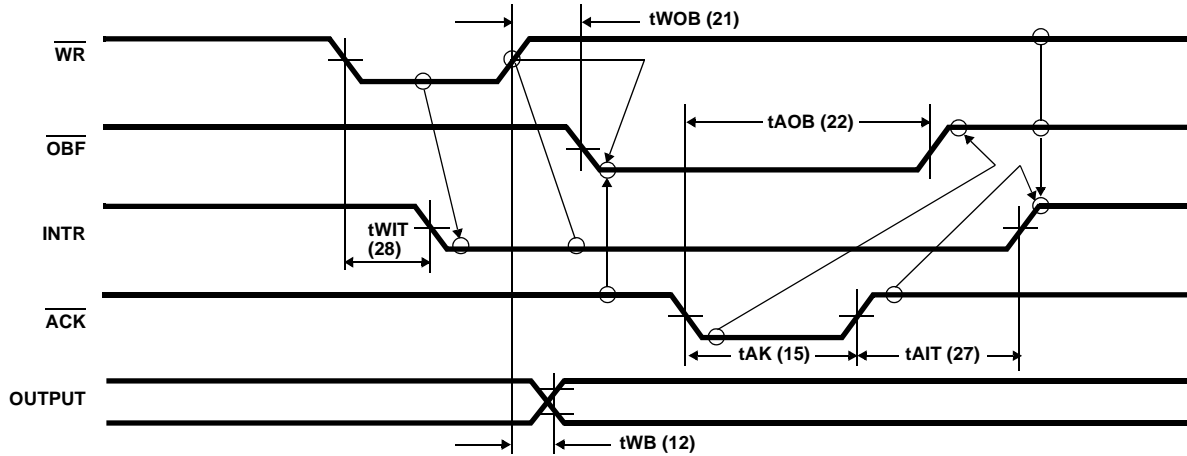 tWOB (21)
WR
tAOB (22)
OBF
INTR
tWIT
(28)
ACK
tAK (15)
tAIT (27)
OUTPUT
tWB (12)